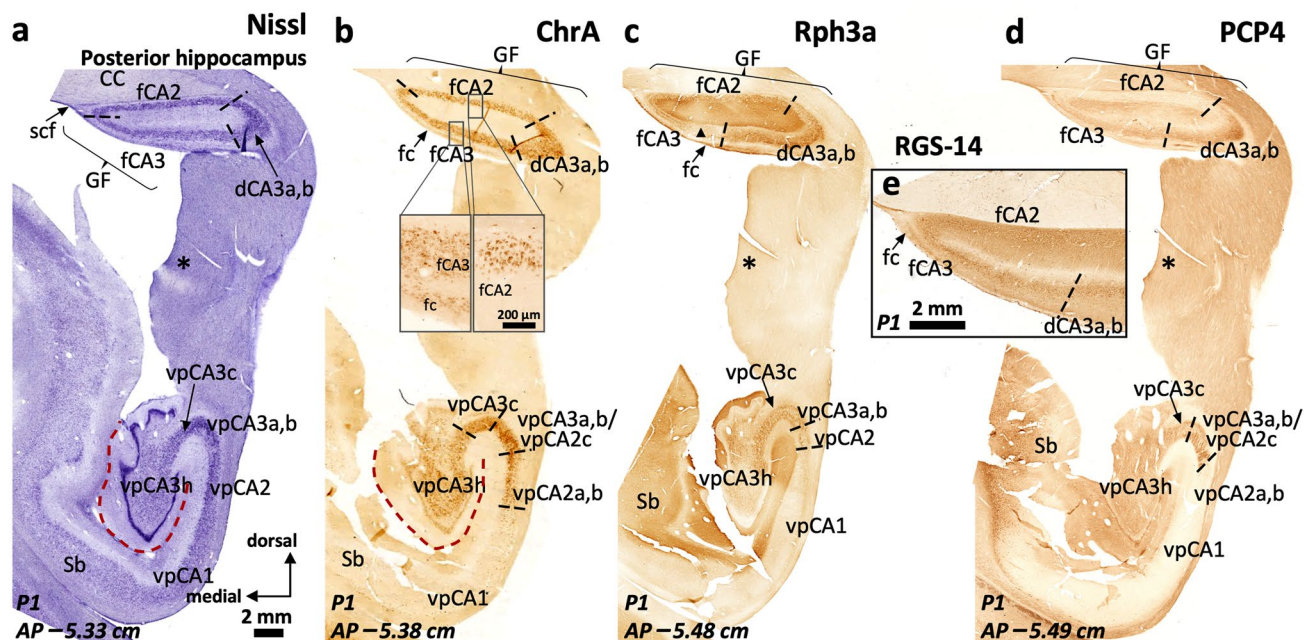 a
Nissl
Posterior hippocampus
CC
fCA2
scf
fCA3
GF
dCA3a,b
*
vpCA3c
vpCA3a,b
vpCA3h
vpCA2
Sb
vpCA1
dorsal
medial
2 mm
P1
AP −5.33 cm
b
ChrA
GF
fCA2
fc
fCA3
dCA3a,b
fCA3
fc
fCA2
200 µm
vpCA3c
vpCA3a,b/
vpCA2c
vpCA3h
vpCA2a,b
vpCA1
P1
AP −5.38 cm
c
Rph3a
GF
fCA2
fCA3
fc
dCA3a,b
*
vpCA3c
vpCA3a,b
vpCA2
vpCA3h
Sb
vpCA1
P1
AP −5.48 cm
d
PCP4
GF
fCA2
fCA3
dCA3a,b
*
vpCA3c
vpCA3a,b/
vpCA2c
Sb
vpCA3h
vpCA2a,b
vpCA1
P1
AP −5.49 cm
RGS-14
e
fCA2
fc
fCA3
dCA3a,b
P1
2 mm